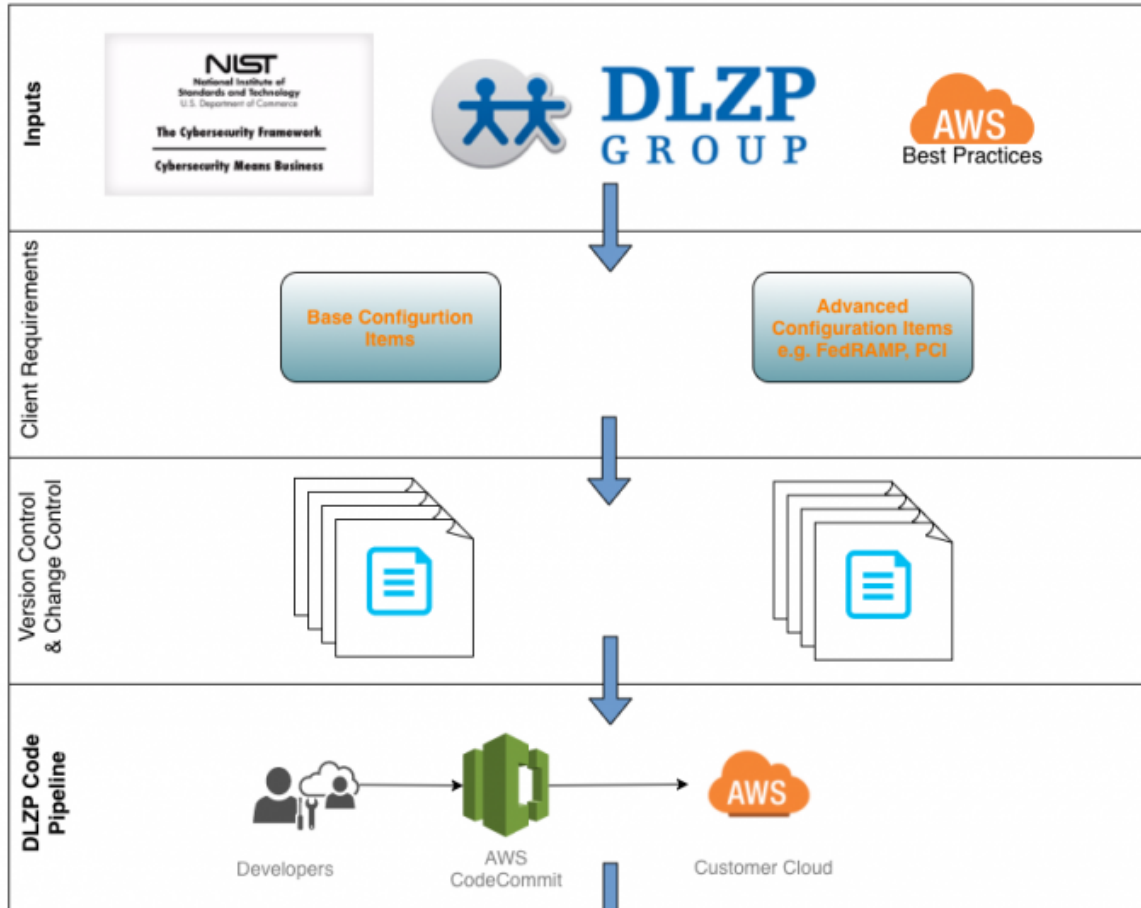 Inputs
NIST
National Institute of
Standards and Technology
U.S. Department of Commerce
The Cybersecurity Framework
Cybersecurity Means Business
DLZP
GROUP
AWS
Best Practices
Client Requirements
Base Configurtion
Items
Advanced
Configuration Items
e.g. FedRAMP, PCI
Version Control
& Change Control
DLZP Code
Pipeline
Developers
AWS
CodeCommit
AWS
Customer Cloud